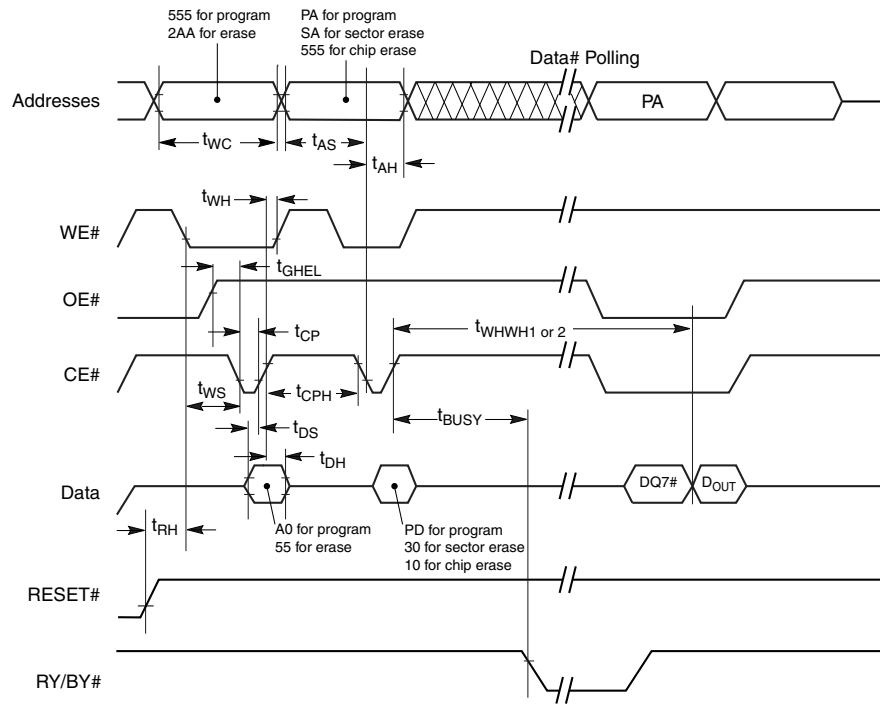 555 for program
2AA for erase
PA for program
SA for sector erase
555 for chip erase
Data# Polling
Addresses
PA
tWC
tAS
tAH
tWH
WE#
tGHEL
OE#
tWHWH1 or 2
tCP
CE#
tWS
tCPH
tBUSY
tDS
tDH
Data
DQ7#
DOUT
tRH
A0 for program
55 for erase
PD for program
30 for sector erase
10 for chip erase
RESET#
RY/BY#